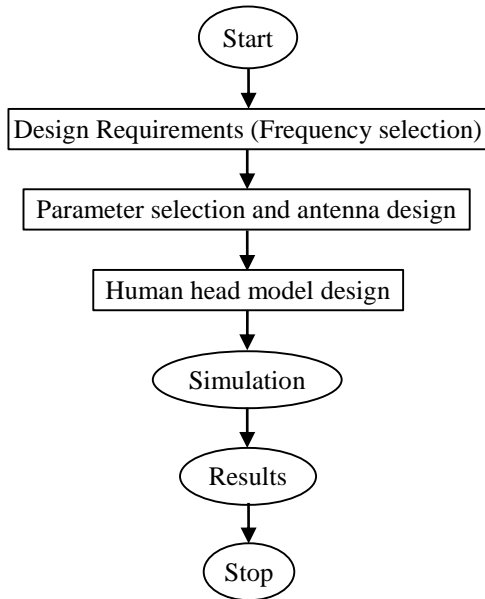 Start
Design Requirements (Frequency selection)
Parameter selection and antenna design
Human head model design
Simulation
Results
Stop